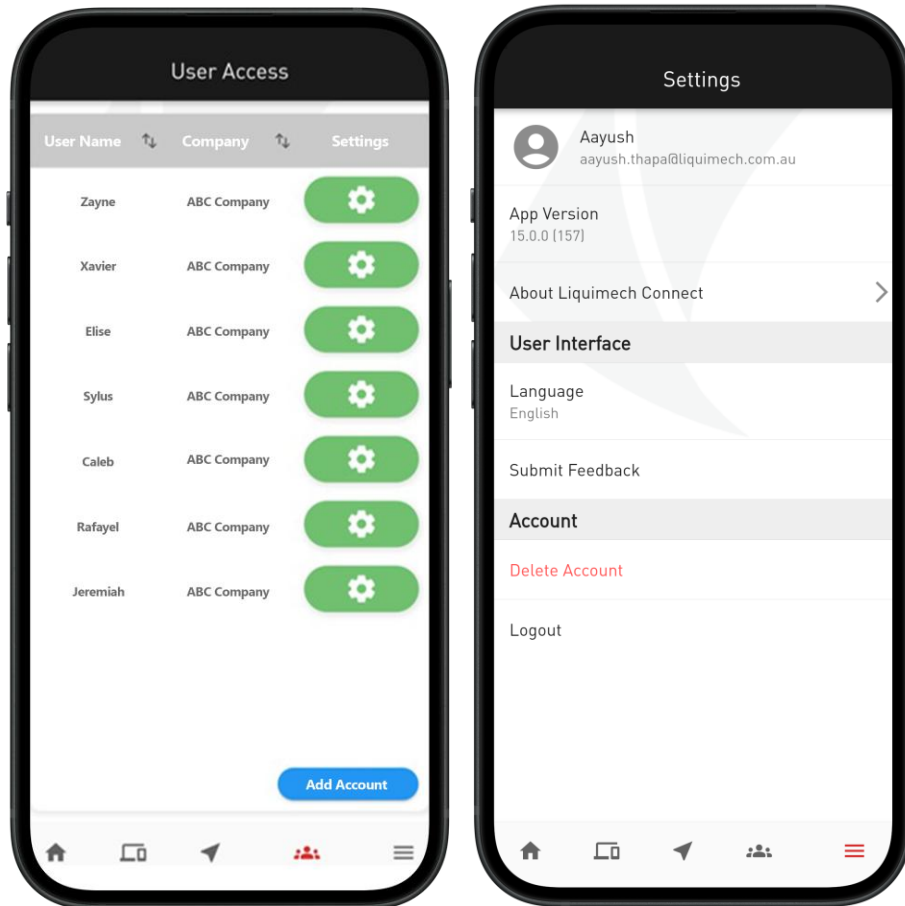 User Access
User Name Company Settings
Zayne ABC Company
Xavier ABC Company
Elise ABC Company
Sylus ABC Company
Caleb ABC Company
Rafayel ABC Company
Jeremiah ABC Company
Add Account
Settings
Aayush
aayush.thapa@liquimech.com.au
App Version
15.0.0 (157)
About Liquimech Connect
User Interface
Language
English
Submit Feedback
Account
Delete Account
Logout